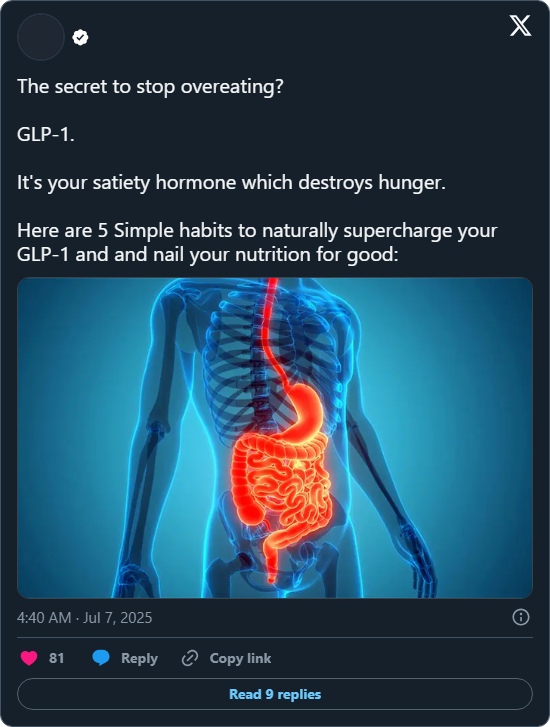 The secret to stop overeating?
GLP-1.
It's your satiety hormone which destroys hunger.
Here are 5 Simple habits to naturally supercharge your
GLP-1 and and nail your nutrition for good:
4:40 AM · Jul 7, 2025
81 Reply Copy link
Read 9 replies